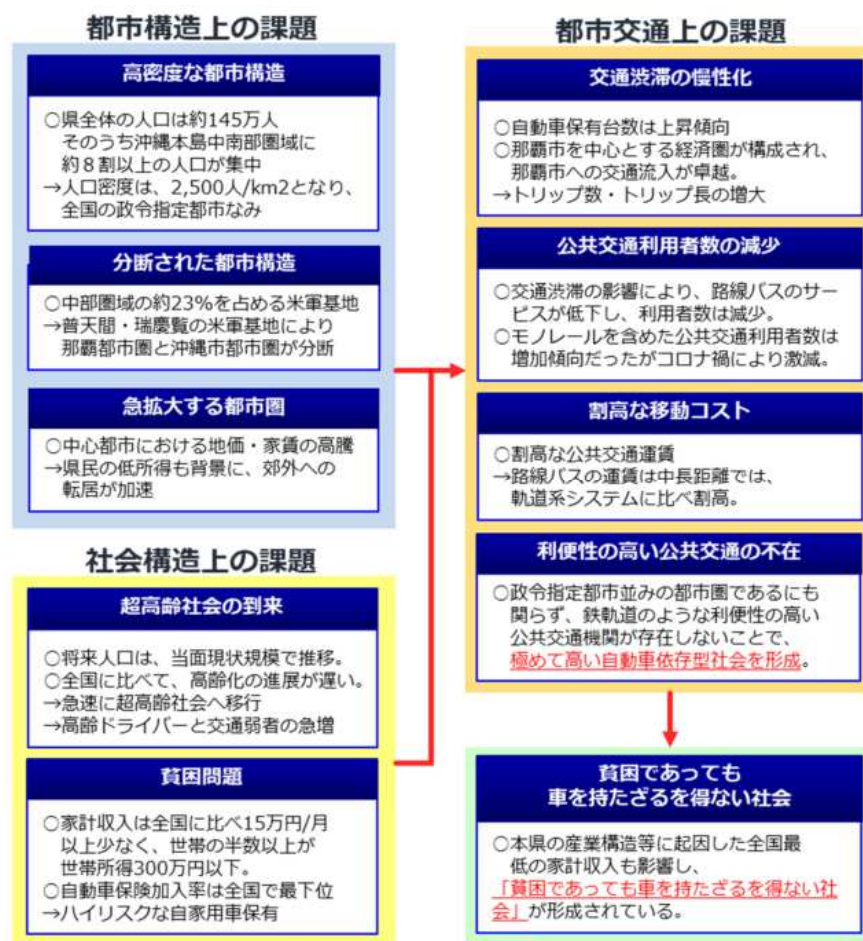 都市構造上の課題
高密度な都市構造
○県全体の人口は約145万人
そのうち沖縄本島中南部圏域に
約８割以上の人口が集中
→人口密度は、2,500人/km2となり、
全国の政令指定都市なみ
分断された都市構造
○中部圏域の約23%を占める米軍基地
→普天間・瑞慶覧の米軍基地により
那覇都市圏と沖縄市都市圏が分断
急拡大する都市圏
○中心都市における地価・家賃の高騰
→県民の低所得も背景に、郊外への
転居が加速
社会構造上の課題
超高齢社会の到来
○将来人口は、当面現状規模で推移。
○全国に比べて、高齢化の進展が遅い。
→急速に超高齢社会へ移行
→高齢ドライバーと交通弱者の急増
貧困問題
○家計収入は全国に比べ15万円/月
以上少なく、世帯の半数以上が
世帯所得300万円以下。
○自動車保険加入率は全国で最下位
→ハイリスクな自家用車保有
都市交通上の課題
交通渋滞の慢性化
○自動車保有台数は上昇傾向
○那覇市を中心とする経済圏が構成され、
那覇市への交通流入が卓越。
→トリップ数・トリップ長の増大
公共交通利用者数の減少
○交通渋滞の影響により、路線バスのサー
ビスが低下し、利用者数は減少。
○モノレールを含めた公共交通利用者数は
増加傾向だったがコロナ禍により激減。
割高な移動コスト
○割高な公共交通運賃
→路線バスの運賃は中長距離では、
軌道系システムに比べ割高。
利便性の高い公共交通の不在
○政令指定都市並みの都市圏であるにも
関らず、鉄軌道のような利便性の高い
公共交通機関が存在しないことで、
極めて高い自動車依存型社会を形成。
貧困であっても
車を持たざるを得ない社会
○本県の産業構造等に起因した全国最
低の家計収入も影響し、
「貧困であっても車を持たざるを得ない社
会」が形成されている。